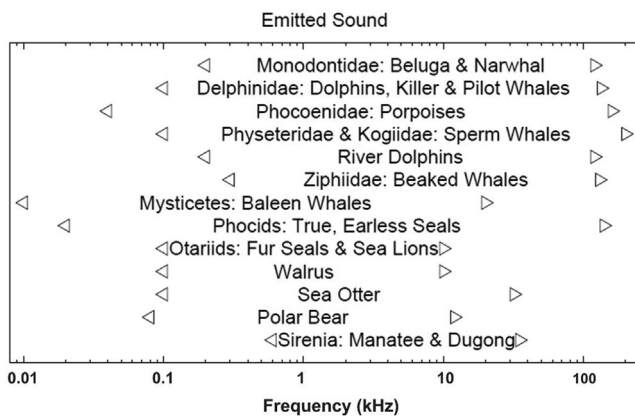 Emitted Sound
Monodontidae: Beluga & Narwhal
Delphinidae: Dolphins, Killer & Pilot Whales
Phocoenidae: Porpoises
Physeteridae & Kogiidae: Sperm Whales
River Dolphins
Ziphiidae: Beaked Whales
Mysticetes: Baleen Whales
Phocids: True, Earless Seals
Otariids: Fur Seals & Sea Lions
Walrus
Sea Otter
Polar Bear
Sirenia: Manatee & Dugong
0.01 0.1 1 10 100
Frequency (kHz)